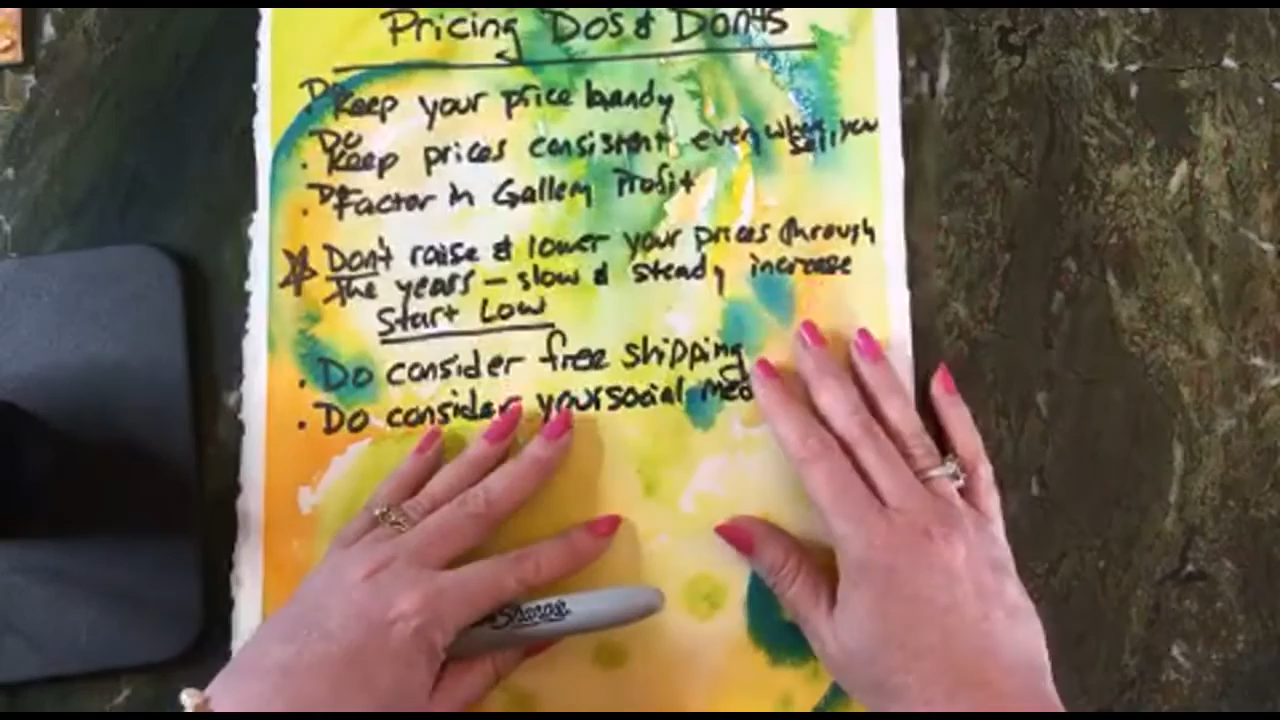 Pricing Do's & Don'ts
Do Keep your price handy
. Do Keep prices consistent everywhere you sell
. Do Factor in Gallery Profit
Don't raise & lower your prices through
the years – slow & steady increase
Start Low
. Do consider free shipping
. Do consider your social
Sharpie